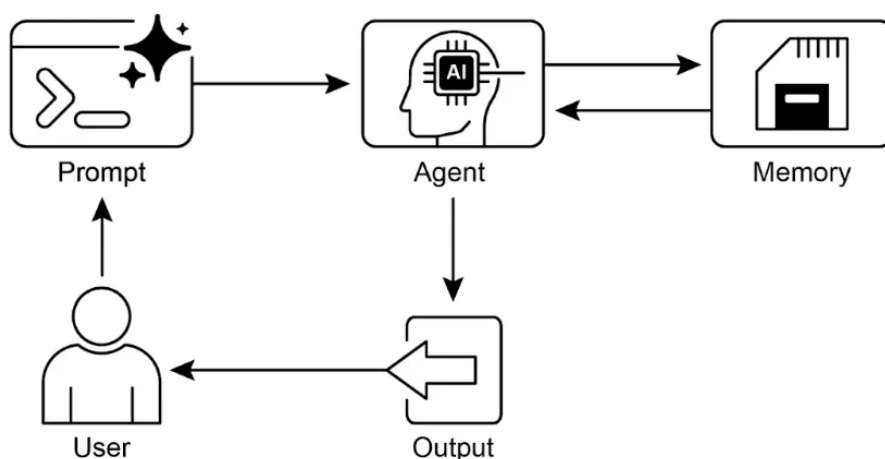 AI
Prompt
Agent
Memory
User
Output